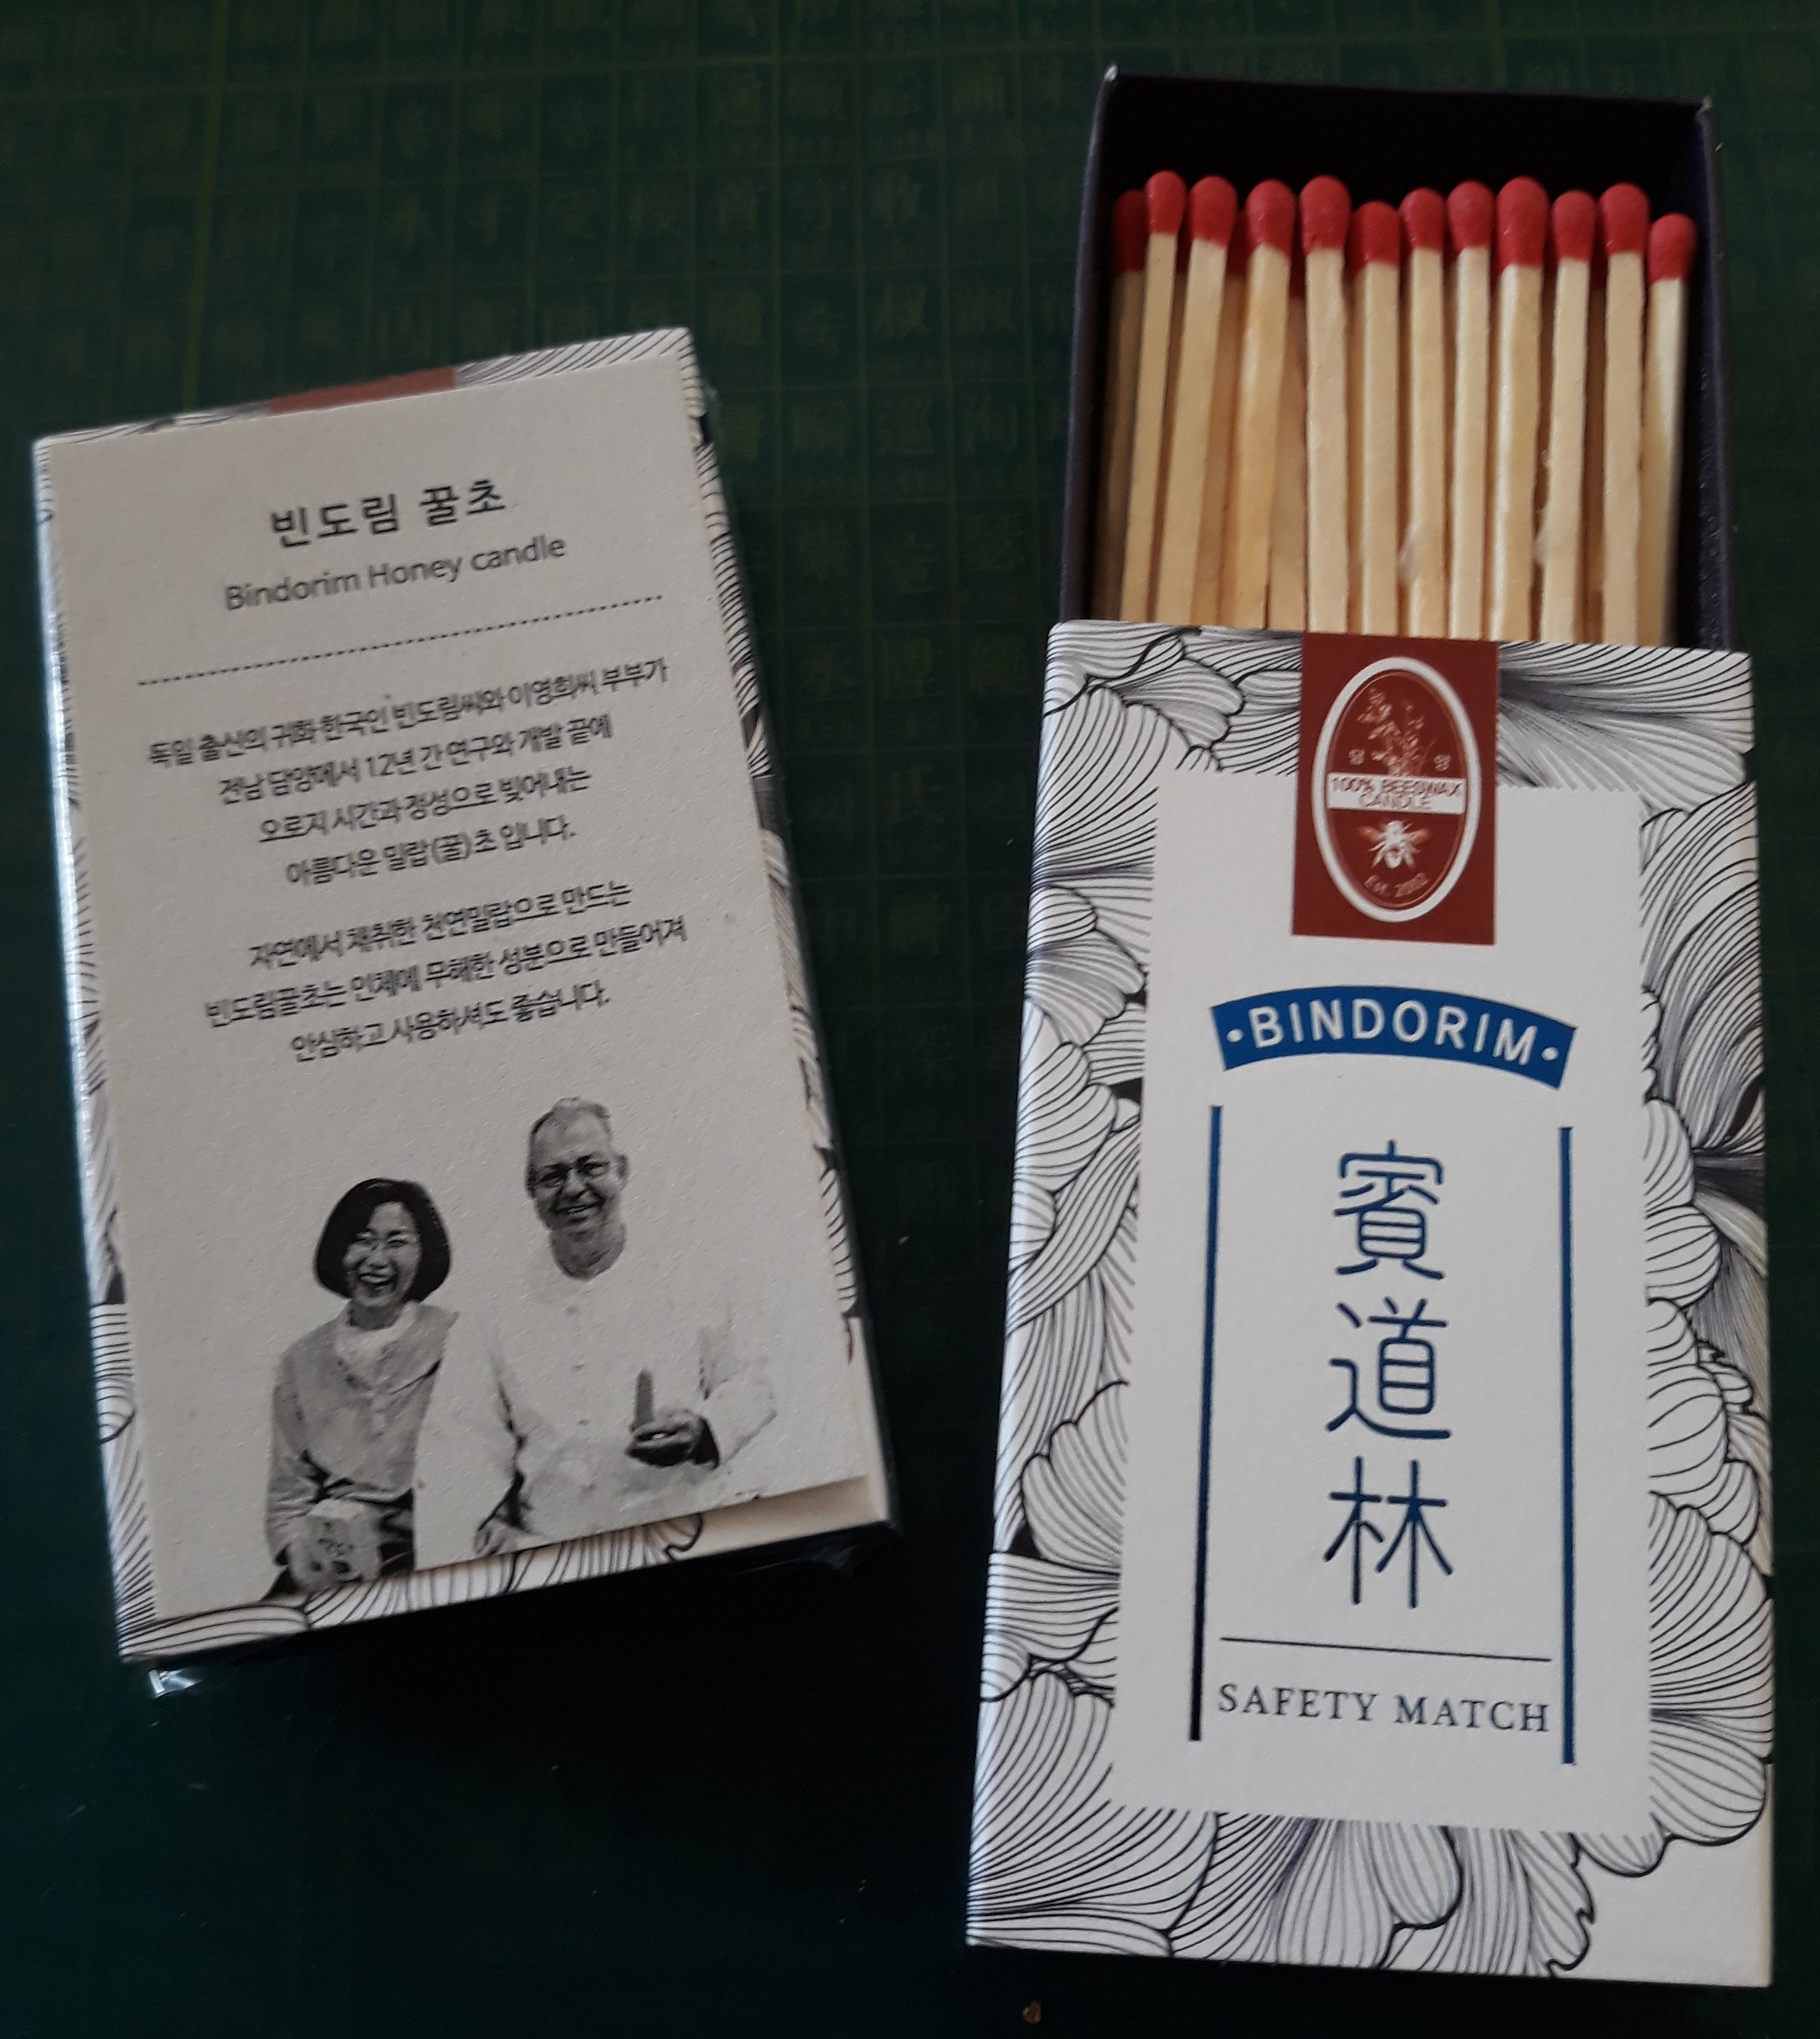 빈도림 꿀초
Bindorim Honey candle
독일 출신의 귀화 한국인 빈도림씨와 이영희씨 부부가
전남 담양에서 12년 간 연구와 개발 끝에
오로지 시간과 정성으로 빚어내는
아름다운 밀랍(꿀)초 입니다.
자연에서 채취한 천연밀랍으로 만드는
빈도림꿀초는 인체에 무해한 성분으로 만들어져
안심하고 사용하셔도 좋습니다.
담 양
100% BEESWAX
CANDLE
Est. 2002
·BINDORIM·
賓
道
林
SAFETY MATCH